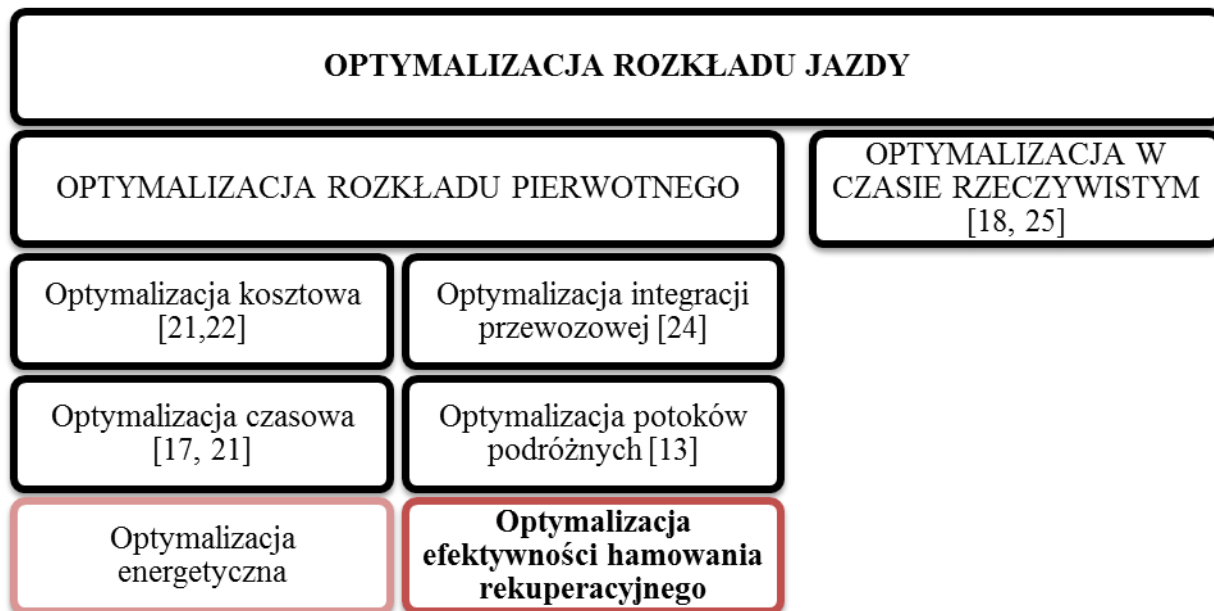 OPTYMALIZACJA ROZKŁADU JAZDY
OPTYMALIZACJA ROZKŁADU PIERWOTNEGO
OPTYMALIZACJA W
CZASIE RZECZYWISTYM
[18, 25]
Optymalizacja kosztowa
[21,22]
Optymalizacja integracji
przewozowej [24]
Optymalizacja czasowa
[17, 21]
Optymalizacja potoków
podróżnych [13]
Optymalizacja
energetyczna
Optymalizacja
efektywności hamowania
rekuperacyjnego